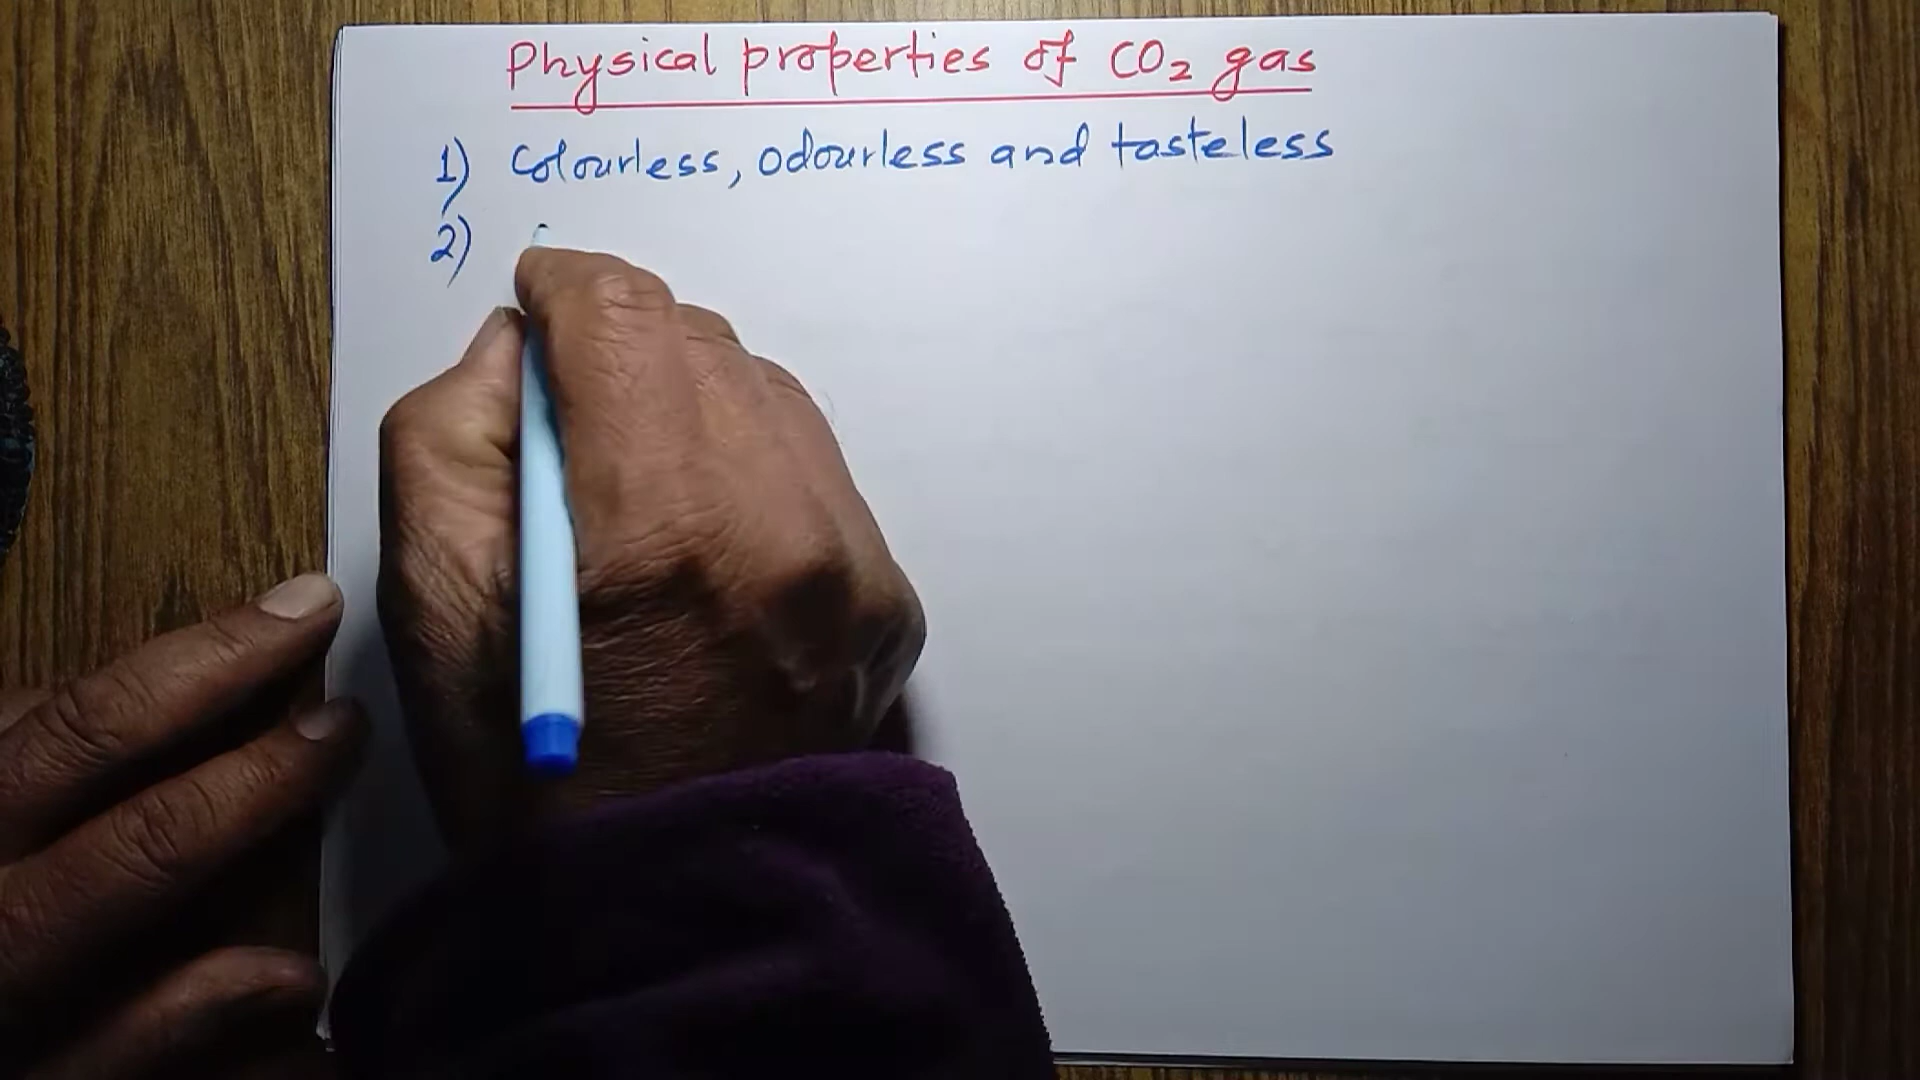 Physical properties of CO₂ gas
1) Colourless, odourless and tasteless
2)